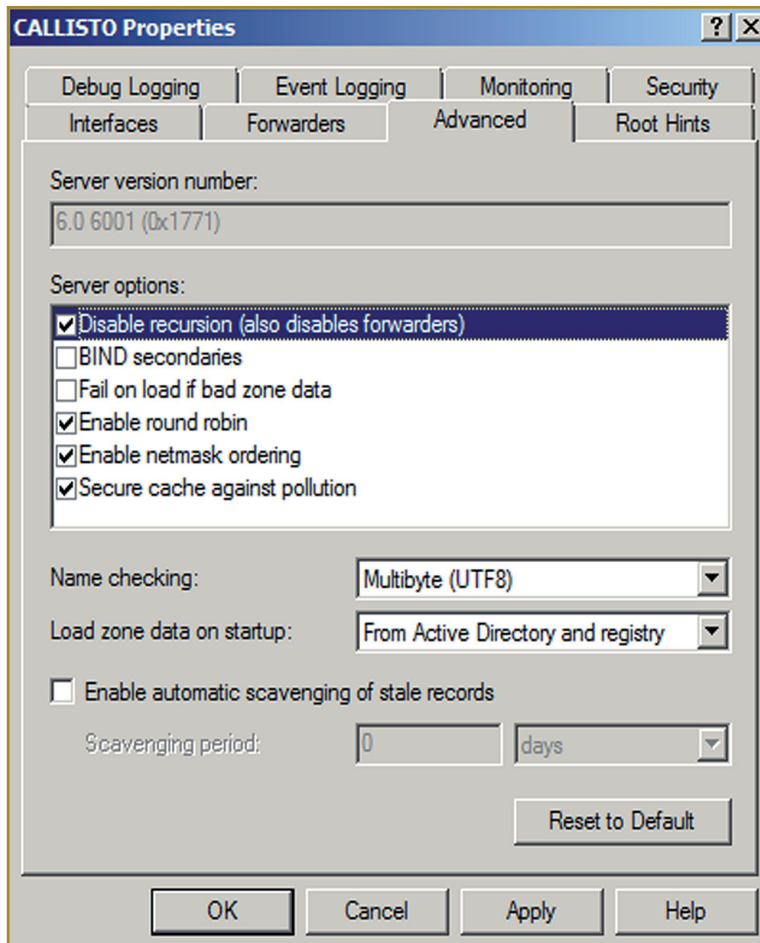 CALLISTO Properties
Debug Logging Event Logging Monitoring Security
Interfaces Forwarders Advanced Root Hints
Server version number:
6.0 6001 (0x1771)
Server options:
Disable recursion (also disables forwarders)
BIND secondaries
Fail on load if bad zone data
Enable round robin
Enable netmask ordering
Secure cache against pollution
Name checking: Multibyte (UTF8)
Load zone data on startup: From Active Directory and registry
Enable automatic scavenging of stale records
Scavenging period: 0 days
Reset to Default
OK Cancel Apply Help